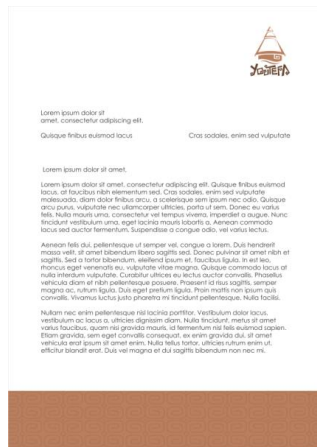 Lorem ipsum dolor sit
amet, consectetur adipiscing elit.
Quisque finibus euismod lacus
Cras sodales, enim sed vulputate
Lorem ipsum dolor sit amet,
Lorem ipsum dolor sit amet, consectetur adipiscing elit. Quisque finibus euismod
lacus, at faucibus nibh elementum sed. Cras sodales, enim sed vulputate
malesuada, diam dolor finibus arcu, a scelerisque sem ipsum nec odio. Quisque
arcu purus, vulputate nec ullamcorper ultricies, porta ut sem. Donec eu varius
felis. Nulla mauris urna, consectetur vel tempus viverra, imperdiet a augue. Nunc
tincidunt vestibulum urna, eget lacinia mauris lobortis a. Aenean commodo
lacus sed auctor fermentum. Suspendisse a congue odio, vel varius lectus.
Aenean felis dui, pellentesque ut semper vel, congue a lorem. Duis hendrerit
massa velit, sit amet bibendum libero sagittis sed. Donec pulvinar sit amet nibh et
sagittis. Sed a tortor bibendum, eleifend ipsum et, faucibus ligula. In est leo,
rhoncus eget venenatis eu, vulputate vitae magna. Quisque commodo lacus at
nulla interdum vulputate. Curabitur ultrices eu lectus auctor convallis. Phasellus
vehicula diam et nibh pellentesque posuere. Praesent id risus sagittis, semper
magna ac, rutrum ligula. Duis eget pretium ligula. Proin mattis non ipsum quis
convallis. Vivamus luctus justo pharetra mi tincidunt pellentesque. Nulla facilisi.
Nullam nec enim pellentesque nisl lacinia porttitor. Vestibulum dolor lacus,
vestibulum ac lacus a, ultricies dignissim diam. Nulla tincidunt, metus sit amet
varius faucibus, quam nisi gravida mauris, id fermentum nisl felis euismod sapien.
Etiam gravida, sem eget convallis consequat, ex enim gravida dui, sit amet
vehicula erat ipsum sit amet enim. Nulla tellus tortor, ultricies rutrum enim ut,
efficitur blandit erat. Duis vel magna et dui sagittis bibendum non nec mi.